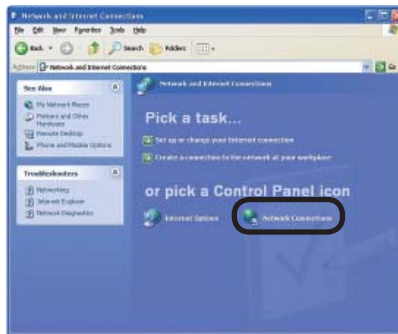 Network and Internet Connections
File Edit View Favorites Tools Help
Back Search Folders
Address Network and Internet Connections Go
See Also
My Network Places
Printers and Other
Hardware
Remote Desktop
Phone and Modem Options
Troubleshooters
Networking
Internet Explorer
Network Diagnostics
Network and Internet Connections
Pick a task...
Set up or change your Internet connection
Create a connection to the network at your workplace
or pick a Control Panel icon
Internet Options Network Connections